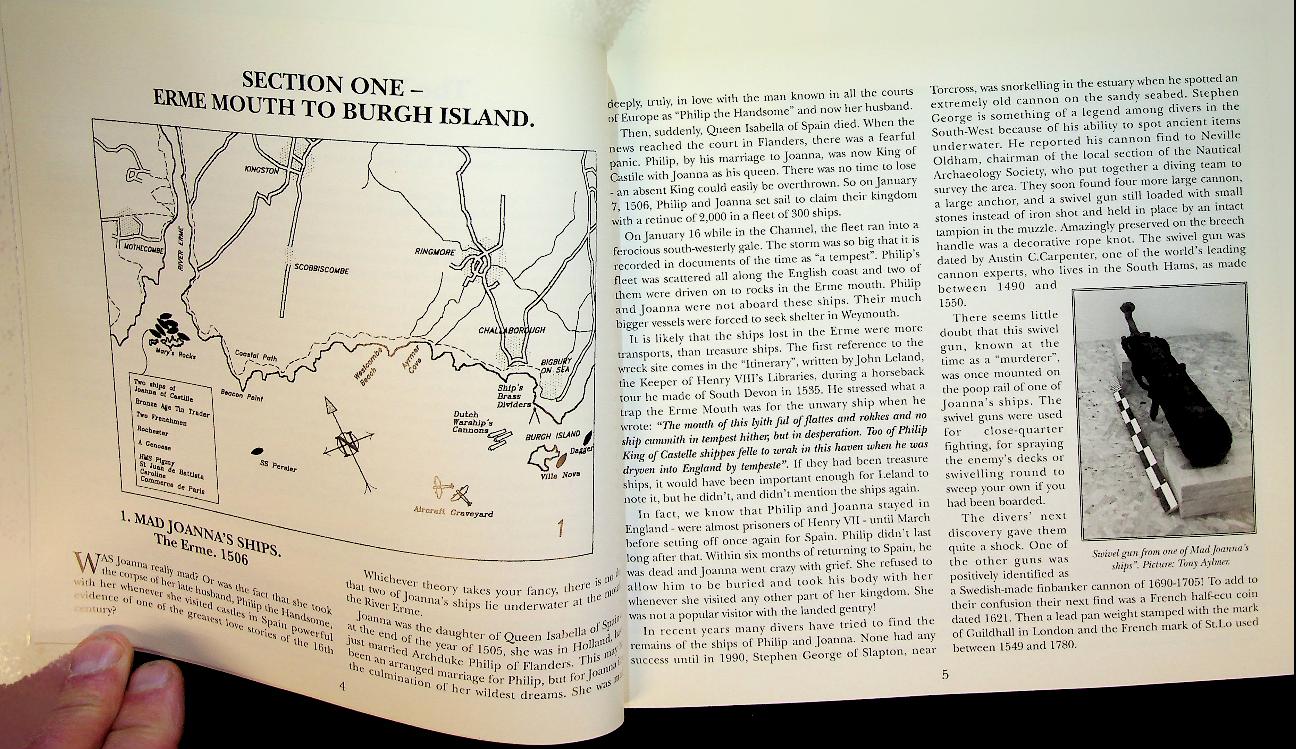 SECTION ONE –
ERME MOUTH TO BURGH ISLAND.
KINGSTON
MOTHECOMBE
RIVER ERME
SCOBBISCOMBE
RINGMORE
CHALLABOROUGH
BIGBURY
ON SEA
Mary's Rocks
Coastal Path
Beacon Point
Westcombe
Beach
Ayrmer
Cove
Ship's
Brass
Dividers
Dutch
Warship's
Cannons
BURGH ISLAND
Dagger
Villa Nova
SS Persier
N
Aircraft Graveyard
1
Two ships of
Joanna of Castille
Bronze Age Tin Trader
Two Frenchmen
Rochester
A Genoese
HMS Pigmy
St Juan de Battista
Caroline
Commerce de Paris
1. MAD JOANNA'S SHIPS.
The Erme. 1506
WAS Joanna really mad? Or was the fact that she took
the corpse of her late husband, Philip the Handsome,
with her whenever she visited castles in Spain powerful
evidence of one of the greatest love stories of the 16th
century?
Whichever theory takes your fancy, there is no
that two of Joanna's ships lie underwater at the
the River Erme.
Joanna was the daughter of Queen Isabella of Spain
at the end of the year of 1505, she was in Holland,
just married Archduke Philip of Flanders. This may
been an arranged marriage for Philip, but for Joanna
the culmination of her wildest dreams. She was
4
deeply, truly, in love with the man known in all the courts
of Europe as "Philip the Handsome" and now her husband.
Then, suddenly, Queen Isabella of Spain died. When the
news reached the court in Flanders, there was a fearful
panic. Philip, by his marriage to Joanna, was now King of
Castile with Joanna as his queen. There was no time to lose
- an absent King could easily be overthrown. So on January
7, 1506, Philip and Joanna set sail to claim their Kingdom
with a retinue of 2,000 in a fleet of 300 ships.
On January 16 while in the Channel, the fleet ran into a
ferocious south-westerly gale. The storm was so big that it is
recorded in documents of the time as "a tempest". Philip's
fleet was scattered all along the English coast and two of
them were driven on to rocks in the Erme mouth. Philip
and Joanna were not aboard these ships. Their much
bigger vessels were forced to seek shelter in Weymouth.
It is likely that the ships lost in the Erme were more
transports, than treasure ships. The first reference to the
wreck site comes in the "Itinerary", written by John Leland,
the Keeper of Henry VIII's Libraries, during a horseback
tour he made of South Devon in 1535. He stressed what a
trap the Erme Mouth was for the unwary ship when he
wrote: "The mouth of this lyith ful of flattes and rokkes and no
ship cummith in tempest hither, but in desperation. Two of Philip
King of Castelle shippes felle to wrak in this haven when he was
dryven into England by tempeste". If they had been treasure
ships, it would have been important enough for Leland to
note it, but he didn't, and didn't mention the ships again.
In fact, we know that Philip and Joanna stayed in
England - were almost prisoners of Henry VII - until March
before setting off once again for Spain. Philip didn't last
long after that. Within six months of returning to Spain, he
was dead and Joanna went crazy with grief. She refused to
allow him to be buried and took his body with her
whenever she visited any other part of her kingdom. She
was not a popular visitor with the landed gentry!
In recent years many divers have tried to find the
remains of the ships of Philip and Joanna. None had any
success until in 1990, Stephen George of Slapton, near
Torcross, was snorkelling in the estuary when he spotted an
extremely old cannon on the sandy seabed. Stephen
George is something of a legend among divers in the
South-West because of his ability to spot ancient items
underwater. He reported his cannon find to Neville
Oldham, chairman of the local section of the Nautical
Archaeology Society, who put together a diving team to
survey the area. They soon found four more large cannon,
a large anchor, and a swivel gun still loaded with small
stones instead of iron shot and held in place by an intact
tampion in the muzzle. Amazingly preserved on the breech
handle was a decorative rope knot. The swivel gun was
dated by Austin C.Carpenter, one of the world's leading
cannon experts, who lives in the South Hams, as made
between 1490 and
1550.
There seems little
doubt that this swivel
gun, known at the
time as a "murderer",
was once mounted on
the poop rail of one of
Joanna's ships. The
swivel guns were used
for close-quarter
fighting, for spraying
the enemy's decks or
swivelling round to
sweep your own if you
had been boarded.
The divers' next
discovery gave them
quite a shock. One of
the other guns was
positively identified as
a Swedish-made finbanker cannon of 1690-1705! To add to
their confusion their next find was a French half-ecu coin
dated 1621. Then a lead pan weight stamped with the mark
of Guildhall in London and the French mark of St.Lo used
between 1549 and 1780.
Swivel gun from one of Mad Joanna's
ships". Picture: Tony Aylmer.
5